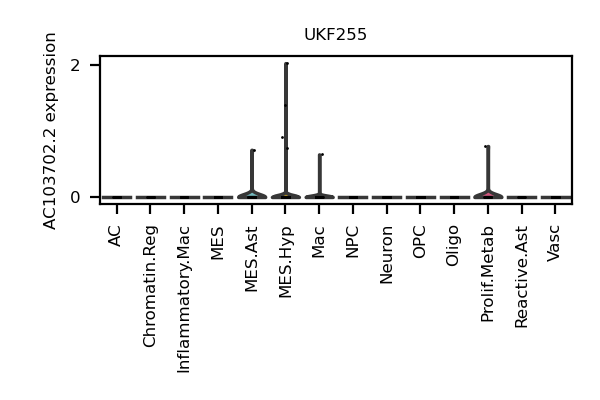 UKF255
AC103702.2 expression
2
0
AC
Chromatin.Reg
Inflammatory.Mac
MES
MES.Ast
MES.Hyp
Mac
NPC
Neuron
OPC
Oligo
Prolif.Metab
Reactive.Ast
Vasc